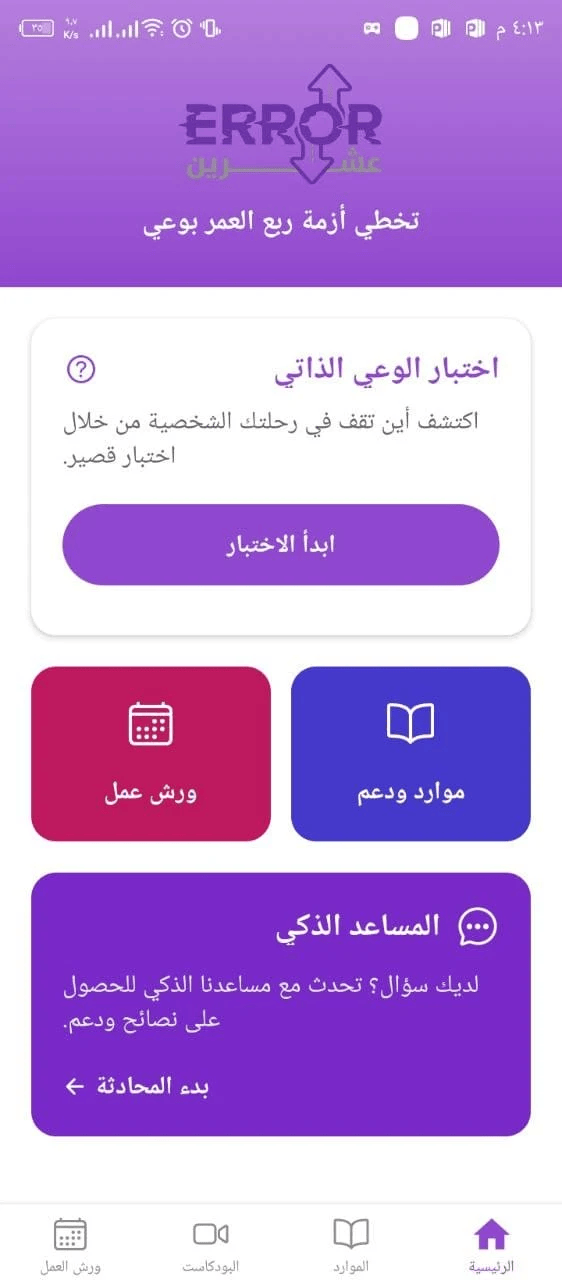 ٤:١٣ م
٩٫٧
K/s
٣٥
ERROR
عشرين
تخطي أزمة ربع العمر بوعي
اختبار الوعي الذاتي
?
اكتشف أين تقف في رحلتك الشخصية من خلال
اختبار قصير.
ابدأ الاختبار
موارد ودعم
ورش عمل
المساعد الذكي
لديك سؤال؟ تحدث مع مساعدنا الذكي للحصول
على نصائح ودعم.
بدء المحادثة ←
الرئيسية
الموارد
البودكاست
ورش العمل